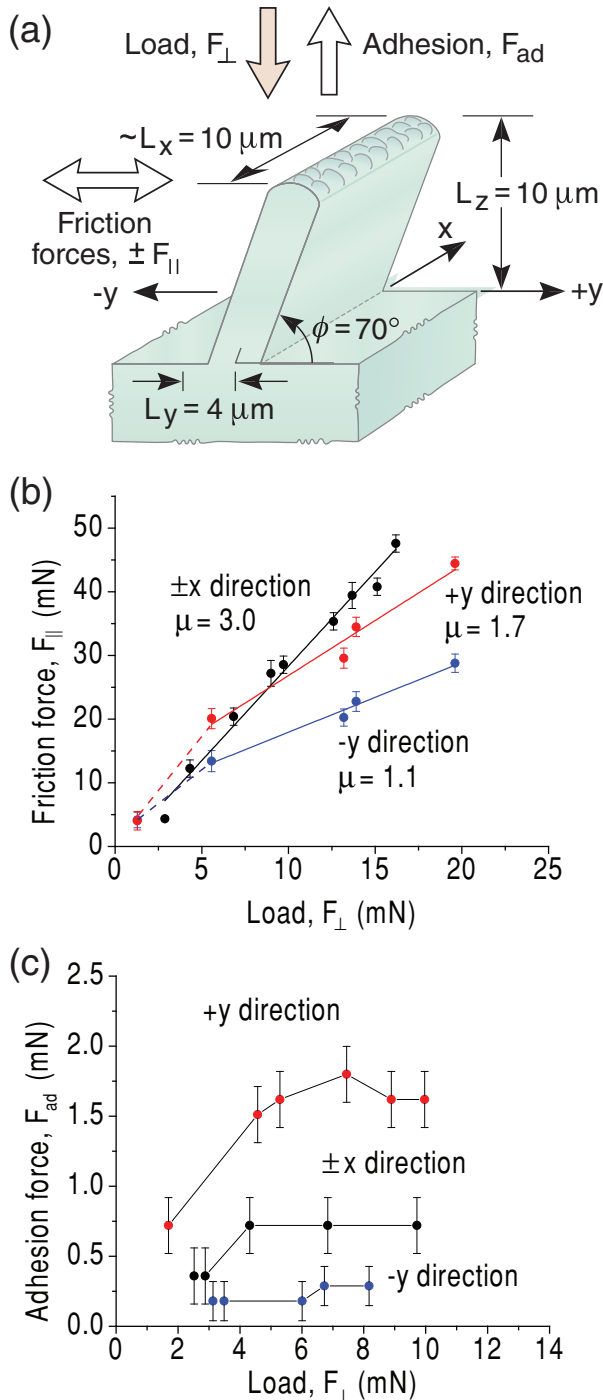 (a)
Load, F⊥
Adhesion, Fad
~Lx = 10 μm
Lz = 10 μm
Friction
forces, ± F||
x
-y
+y
ϕ = 70°
Ly = 4 μm
(b)
Friction force, F|| (mN)
50
40
30
20
10
0
±x direction
μ = 3.0
+y direction
μ = 1.7
-y direction
μ = 1.1
0 5 10 15 20 25
Load, F⊥ (mN)
(c)
Adhesion force, Fad (mN)
2.5
2.0
1.5
1.0
0.5
0.0
+y direction
±x direction
-y direction
0 2 4 6 8 10 12 14
Load, F⊥ (mN)